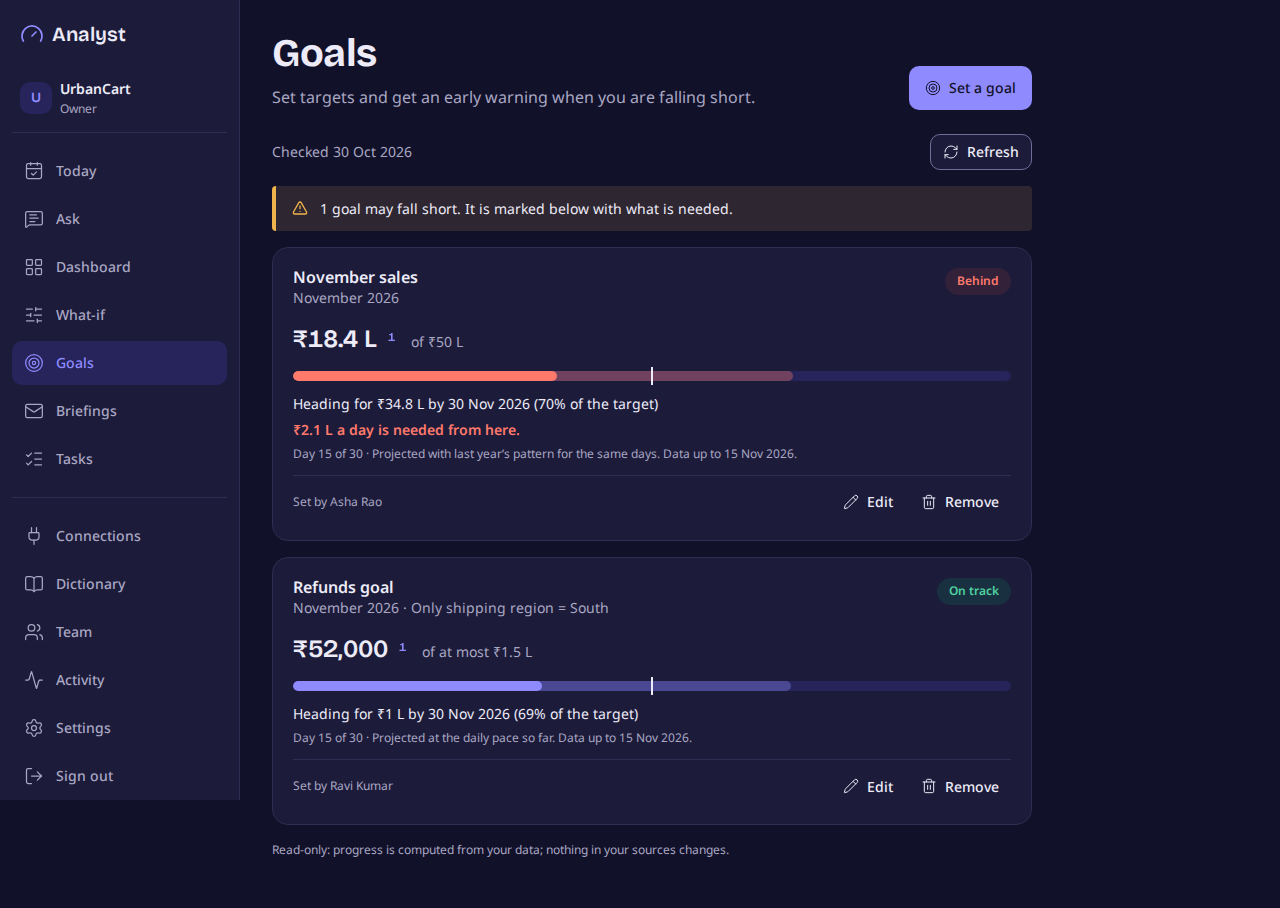 Analyst
U
UrbanCart
Owner
Today
Ask
Dashboard
What-if
Goals
Briefings
Tasks
Connections
Dictionary
Team
Activity
Settings
Sign out
Goals
Set targets and get an early warning when you are falling short.
Set a goal
Checked 30 Oct 2026
Refresh
1 goal may fall short. It is marked below with what is needed.
November sales
Behind
November 2026
₹18.4 L 1 of ₹50 L
Heading for ₹34.8 L by 30 Nov 2026 (70% of the target)
₹2.1 L a day is needed from here.
Day 15 of 30 · Projected with last year's pattern for the same days. Data up to 15 Nov 2026.
Set by Asha Rao
Edit
Remove
Refunds goal
On track
November 2026 · Only shipping region = South
₹52,000 1 of at most ₹1.5 L
Heading for ₹1 L by 30 Nov 2026 (69% of the target)
Day 15 of 30 · Projected at the daily pace so far. Data up to 15 Nov 2026.
Set by Ravi Kumar
Edit
Remove
Read-only: progress is computed from your data; nothing in your sources changes.